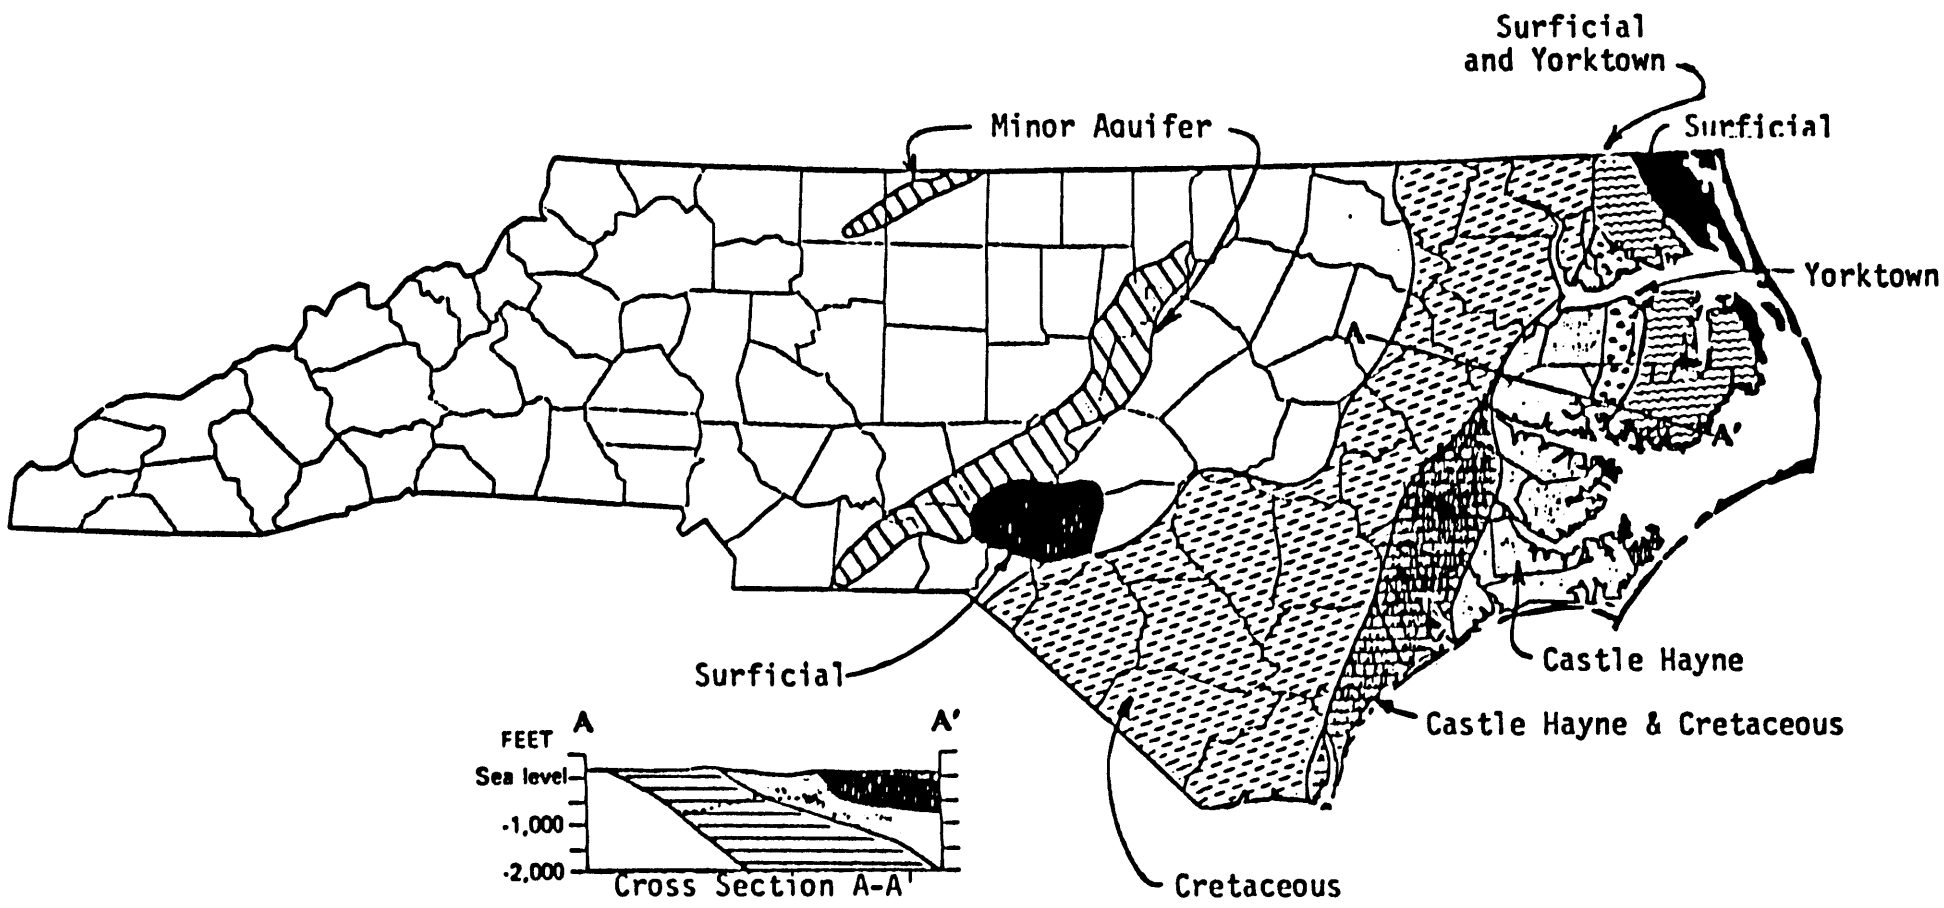 Surficial
and Yorktown
Minor Aquifer
Surficial
Yorktown
A
A'
Surficial
Castle Hayne
Castle Hayne & Cretaceous
A
A'
FEET
Sea level
-1,000
-2,000
Cross Section A-A'
Cretaceous